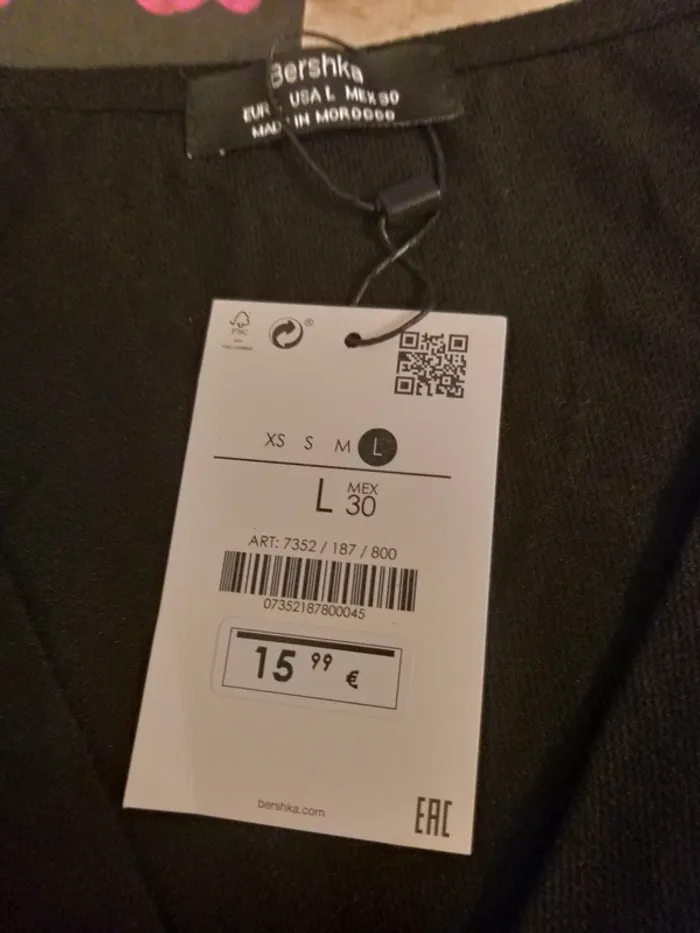 Bershka
EUR USA L MEX 30
MADE IN MOROCCO
FSC
®
XS S M L
L MEX
30
ART: 7352 / 187 / 800
07352187800045
15 99 €
bershka.com
EAC